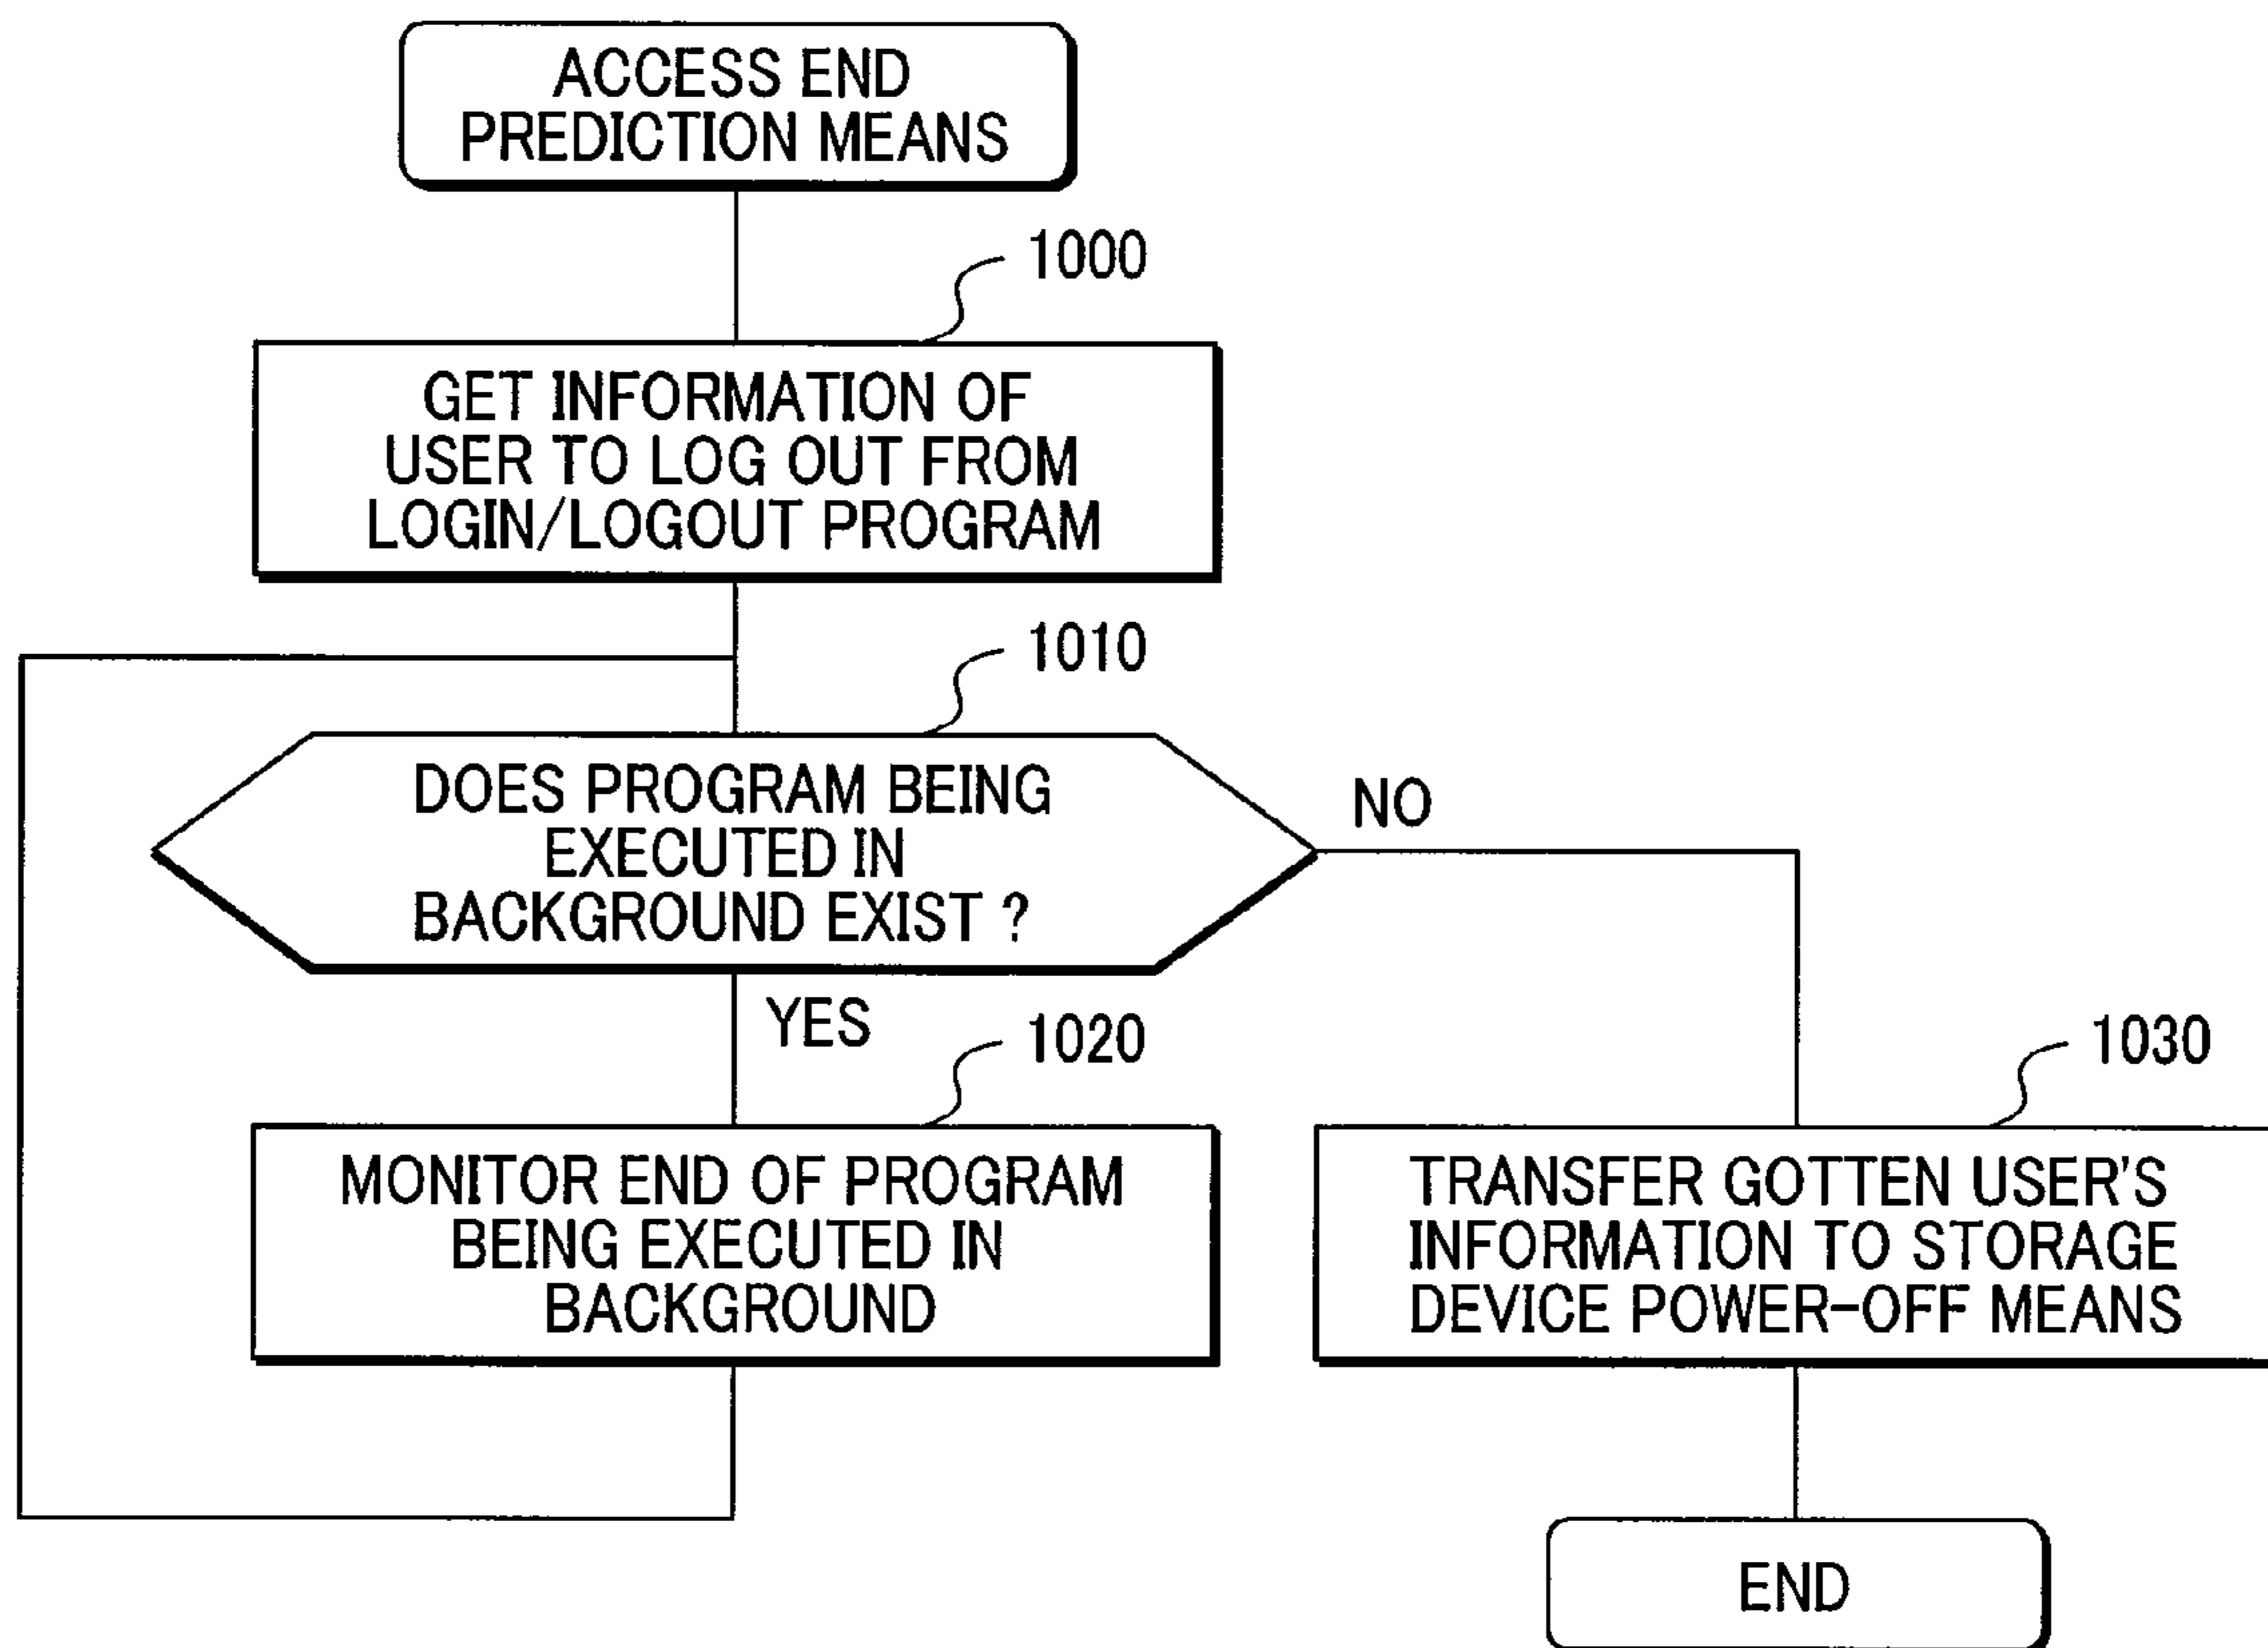 ACCESS END
PREDICTION MEANS
1000
GET INFORMATION OF
USER TO LOG OUT FROM
LOGIN/LOGOUT PROGRAM
1010
DOES PROGRAM BEING
EXECUTED IN
BACKGROUND EXIST ?
NO
YES
1020
MONITOR END OF PROGRAM
BEING EXECUTED IN
BACKGROUND
1030
TRANSFER GOTTEN USER'S
INFORMATION TO STORAGE
DEVICE POWER-OFF MEANS
END